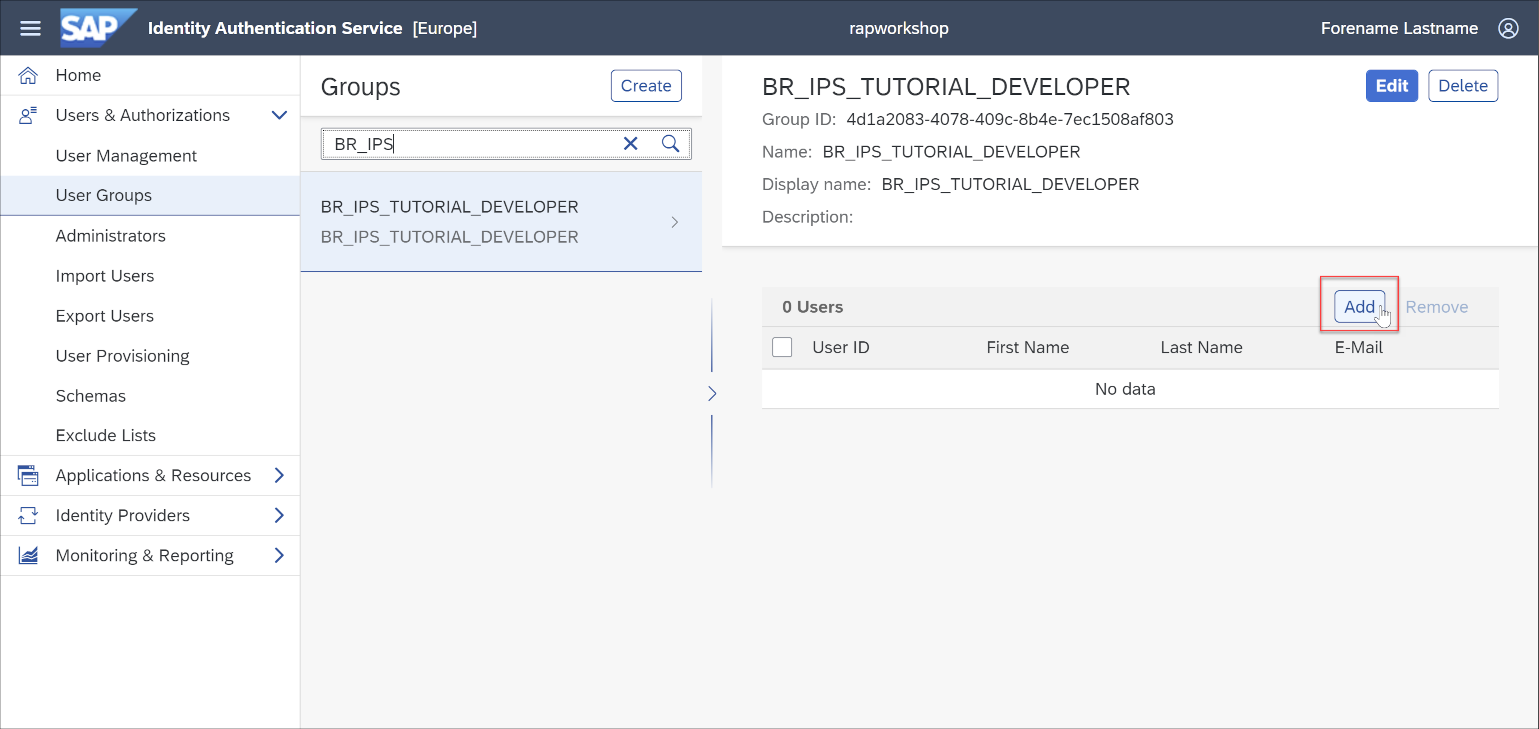 SAP Identity Authentication Service [Europe] rapworkshop Forename Lastname
Home
Users & Authorizations
User Management
User Groups
Administrators
Import Users
Export Users
User Provisioning
Schemas
Exclude Lists
Applications & Resources
Identity Providers
Monitoring & Reporting
Groups Create
BR_IPS
BR_IPS_TUTORIAL_DEVELOPER
BR_IPS_TUTORIAL_DEVELOPER
BR_IPS_TUTORIAL_DEVELOPER Edit Delete
Group ID: 4d1a2083-4078-409c-8b4e-7ec1508af803
Name: BR_IPS_TUTORIAL_DEVELOPER
Display name: BR_IPS_TUTORIAL_DEVELOPER
Description:
0 Users Add Remove
User ID First Name Last Name E-Mail
No data